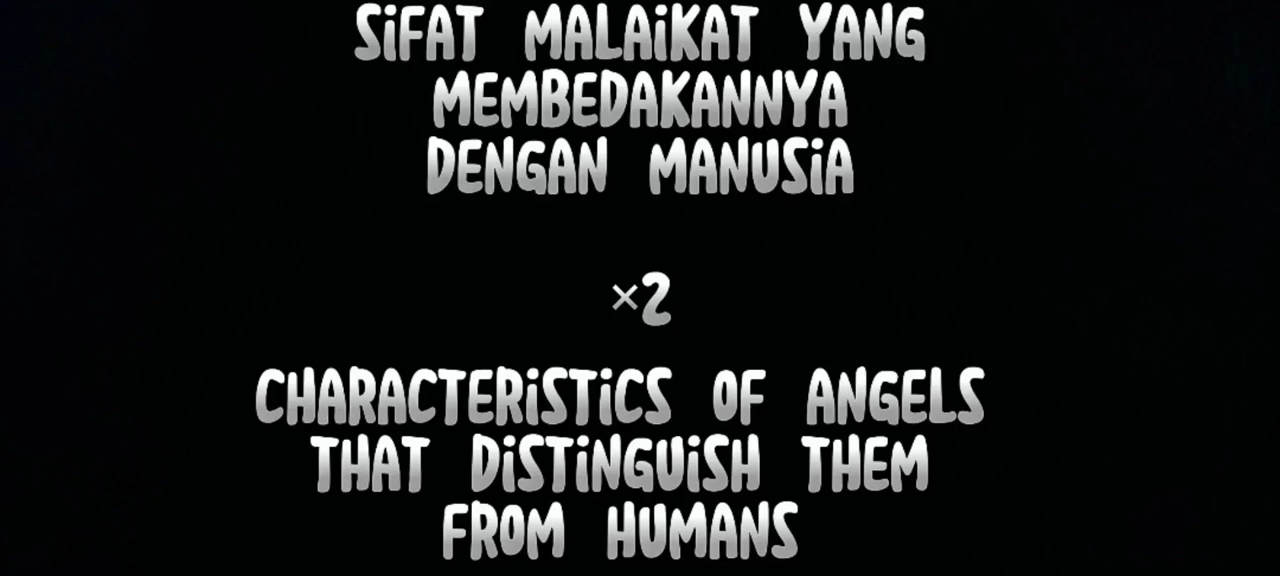 SiFAT MALAiKAT YANG
MEMBEDAKANNYA
DENGAN MANUSiA
×2
CHARACTERiSTiCS OF ANGELS
THAT DiSTiNGUiSH THEM
FROM HUMANS